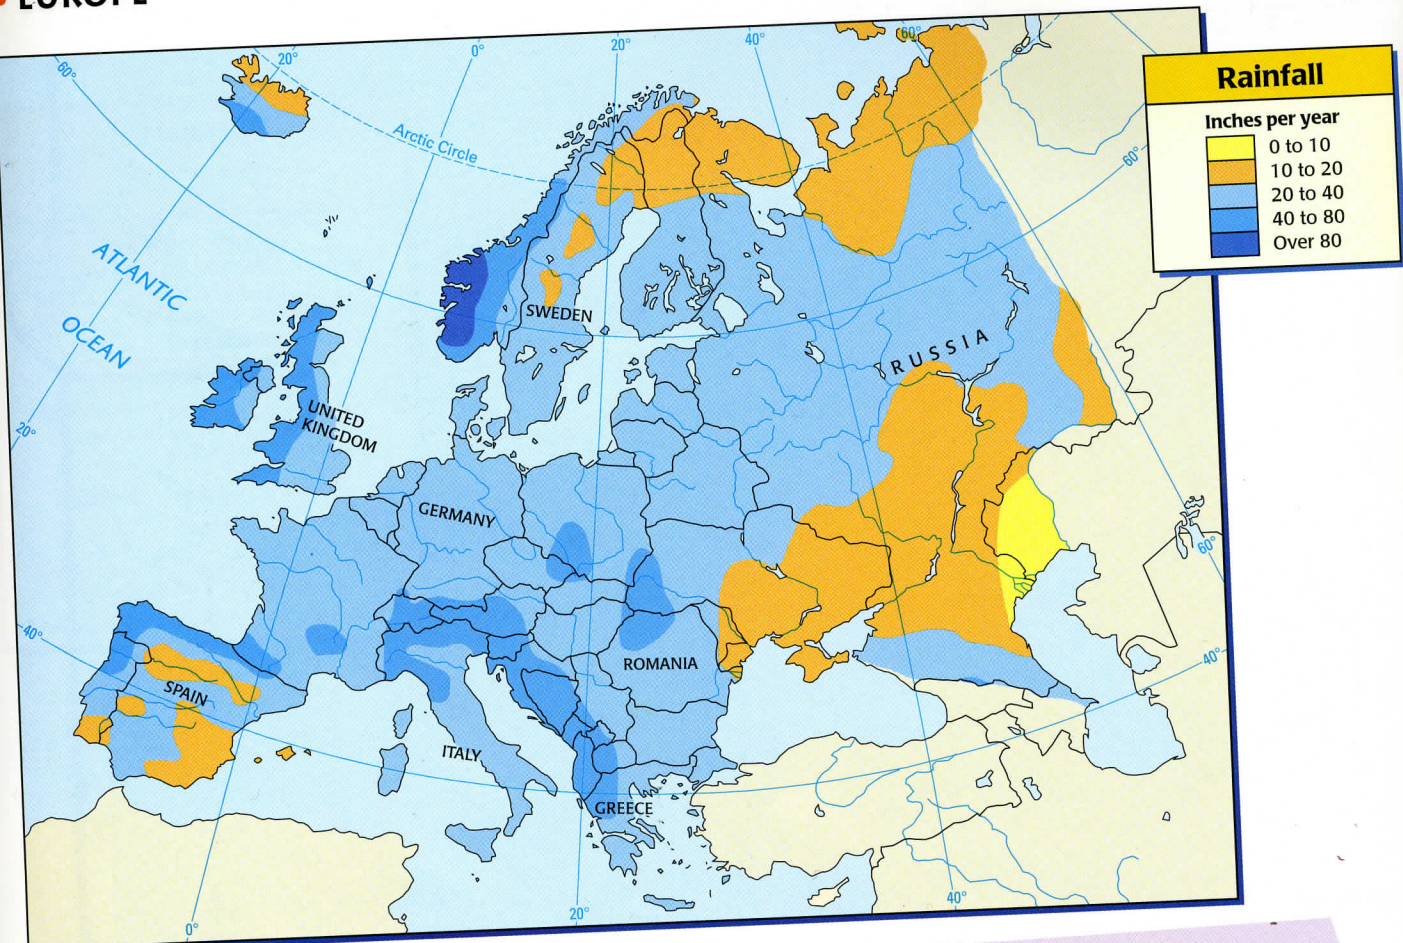 EUROPE
60°
20°
0°
20°
40°
60°
Arctic Circle
60°
ATLANTIC
OCEAN
20°
40°
0°
20°
40°
40°
60°
SWEDEN
UNITED
KINGDOM
RUSSIA
GERMANY
ROMANIA
SPAIN
ITALY
GREECE
Rainfall
Inches per year
0 to 10
10 to 20
20 to 40
40 to 80
Over 80